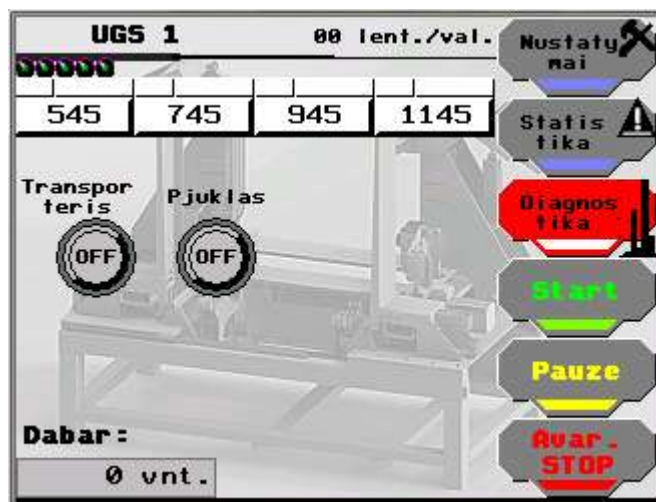 UGS 1
00 lent./val.
545
745
945
1145
Transpor
teris
OFF
Pjuklas
OFF
Dabar:
0 vnt.
Nustaty
mai
Statis
tika
Diagnos
tika
Start
Pauze
Avar.
STOP